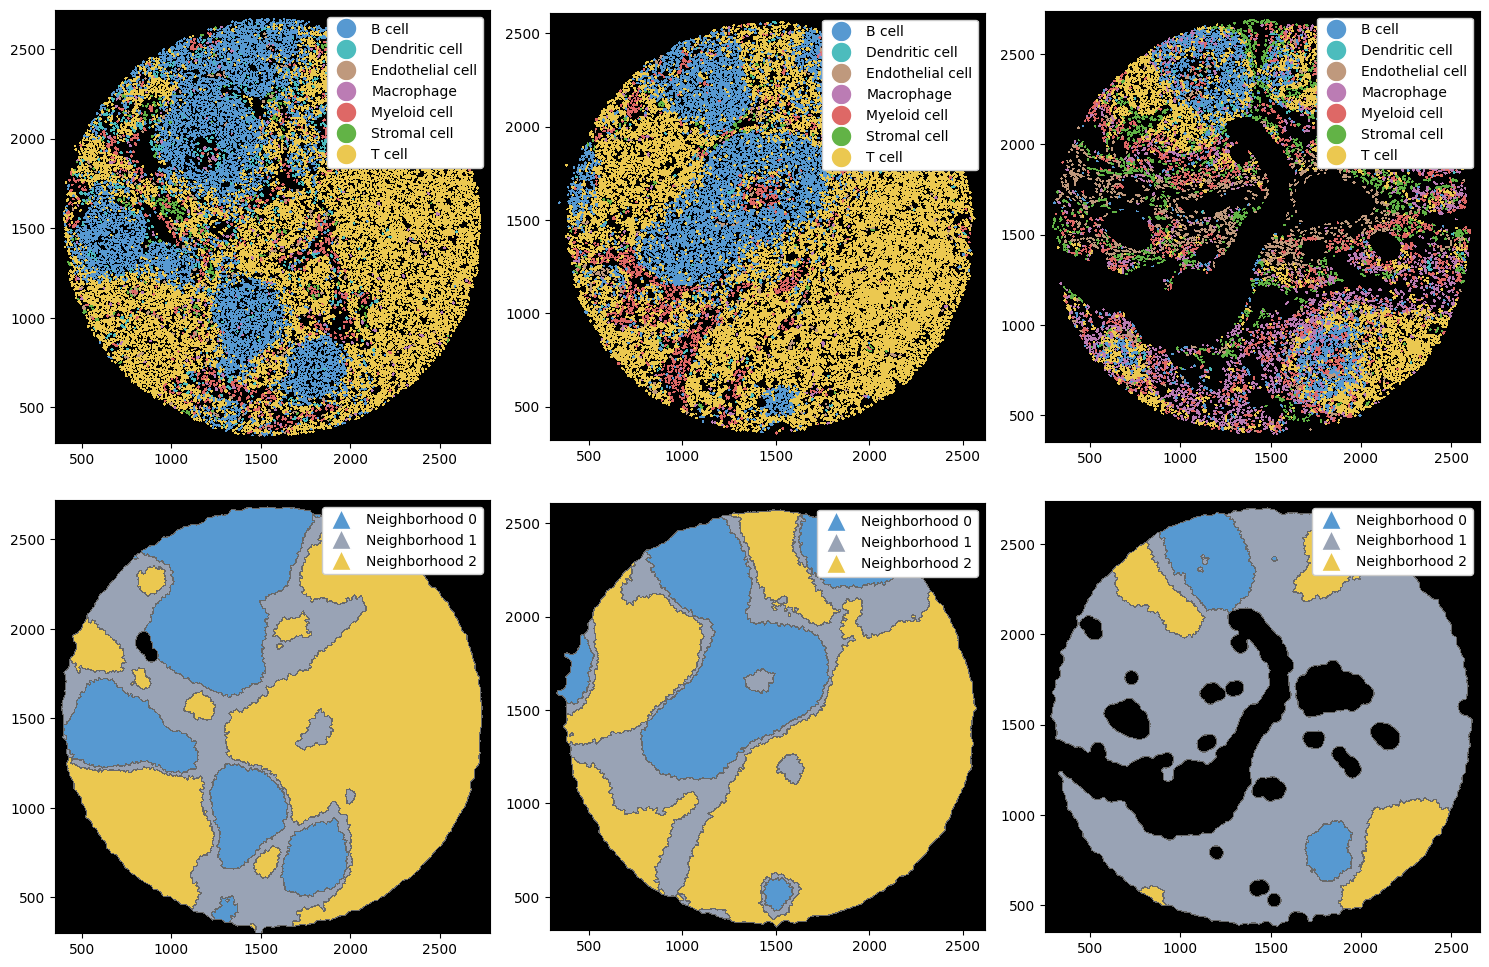 B cell
Dendritic cell
Endothelial cell
Macrophage
Myeloid cell
Stromal cell
T cell
2500
2000
1500
1000
500
500 1000 1500 2000 2500
B cell
Dendritic cell
Endothelial cell
Macrophage
Myeloid cell
Stromal cell
T cell
2500
2000
1500
1000
500
500 1000 1500 2000 2500
B cell
Dendritic cell
Endothelial cell
Macrophage
Myeloid cell
Stromal cell
T cell
2500
2000
1500
1000
500
500 1000 1500 2000 2500
Neighborhood 0
Neighborhood 1
Neighborhood 2
2500
2000
1500
1000
500
500 1000 1500 2000 2500
Neighborhood 0
Neighborhood 1
Neighborhood 2
2500
2000
1500
1000
500
500 1000 1500 2000 2500
Neighborhood 0
Neighborhood 1
Neighborhood 2
2500
2000
1500
1000
500
500 1000 1500 2000 2500